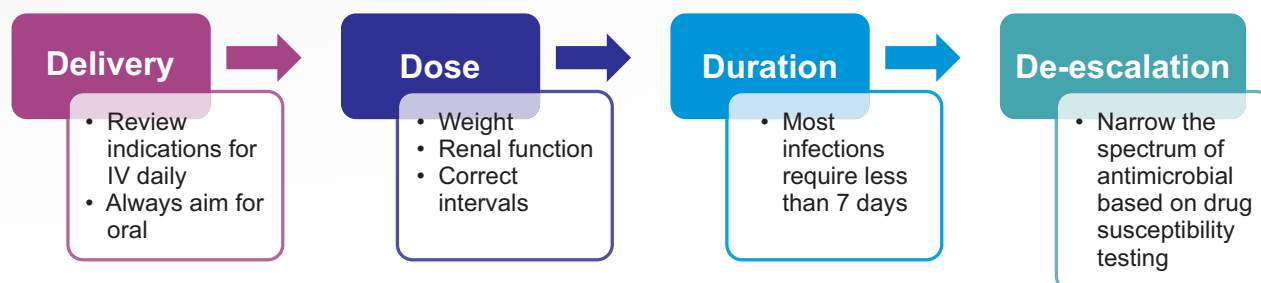 Delivery
• Review
indications for
IV daily
• Always aim for
oral
Dose
• Weight
• Renal function
• Correct
intervals
Duration
• Most
infections
require less
than 7 days
De-escalation
• Narrow the
spectrum of
antimicrobial
based on drug
susceptibility
testing